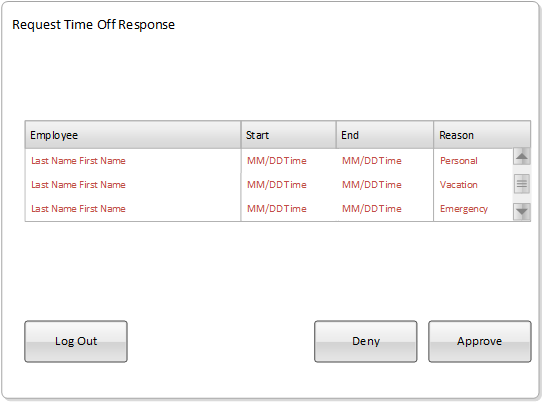 Request Time Off Response
Employee Start End Reason
Last Name First Name MM/DDTime MM/DDTime Personal
Last Name First Name MM/DDTime MM/DDTime Vacation
Last Name First Name MM/DDTime MM/DDTime Emergency
Log Out Deny Approve